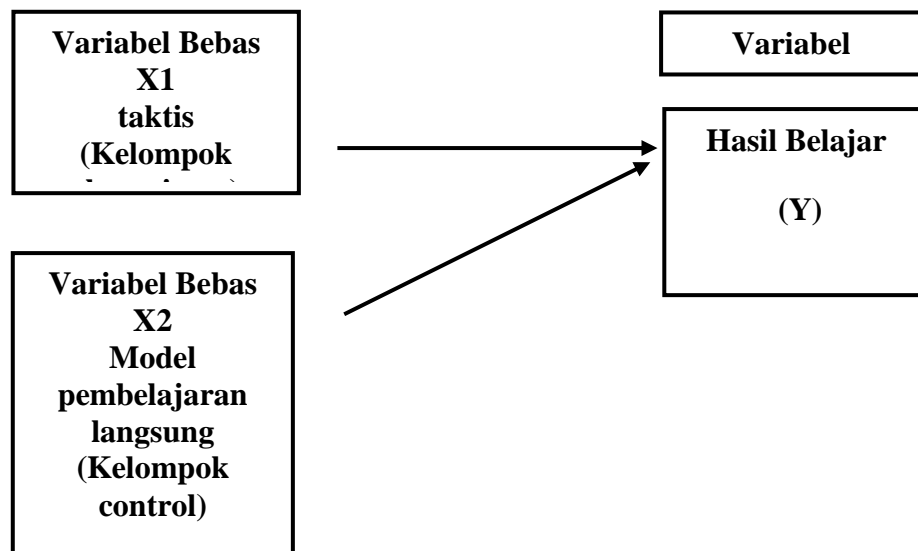 Variabel Bebas
X1
taktis
(Kelompok
Variabel Bebas
X2
Model
pembelajaran
langsung
(Kelompok
control)
Variabel
Hasil Belajar
(Y)